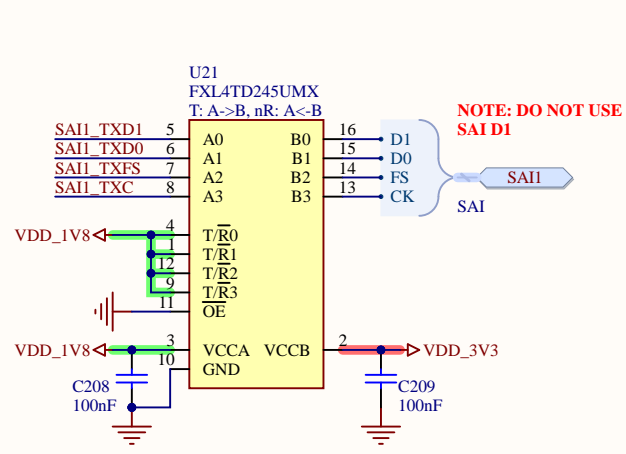 U21
FXL4TD245UMX
T: A->B, nR: A<-B
NOTE: DO NOT USE
SAI D1
SAI1_TXD1 5 A0 B0 16 D1
SAI1_TXD0 6 A1 B1 15 D0
SAI1_TXFS 7 A2 B2 14 FS
SAI1_TXC 8 A3 B3 13 CK
SAI1
SAI
VDD_1V8 4 T/R0
1 T/R1
12 T/R2
9 T/R3
11 OE
VDD_1V8 3 VCCA VCCB 2 VDD_3V3
10 GND
C208
100nF
C209
100nF